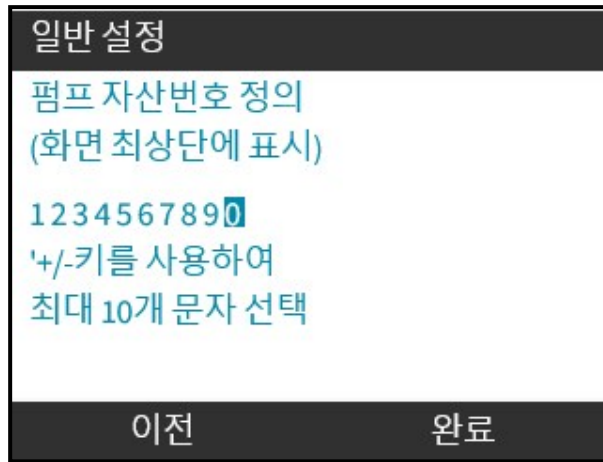 일반 설정
펌프 자산번호 정의
(화면 최상단에 표시)
1234567890
'+/-키를 사용하여
최대 10개 문자 선택
이전 완료